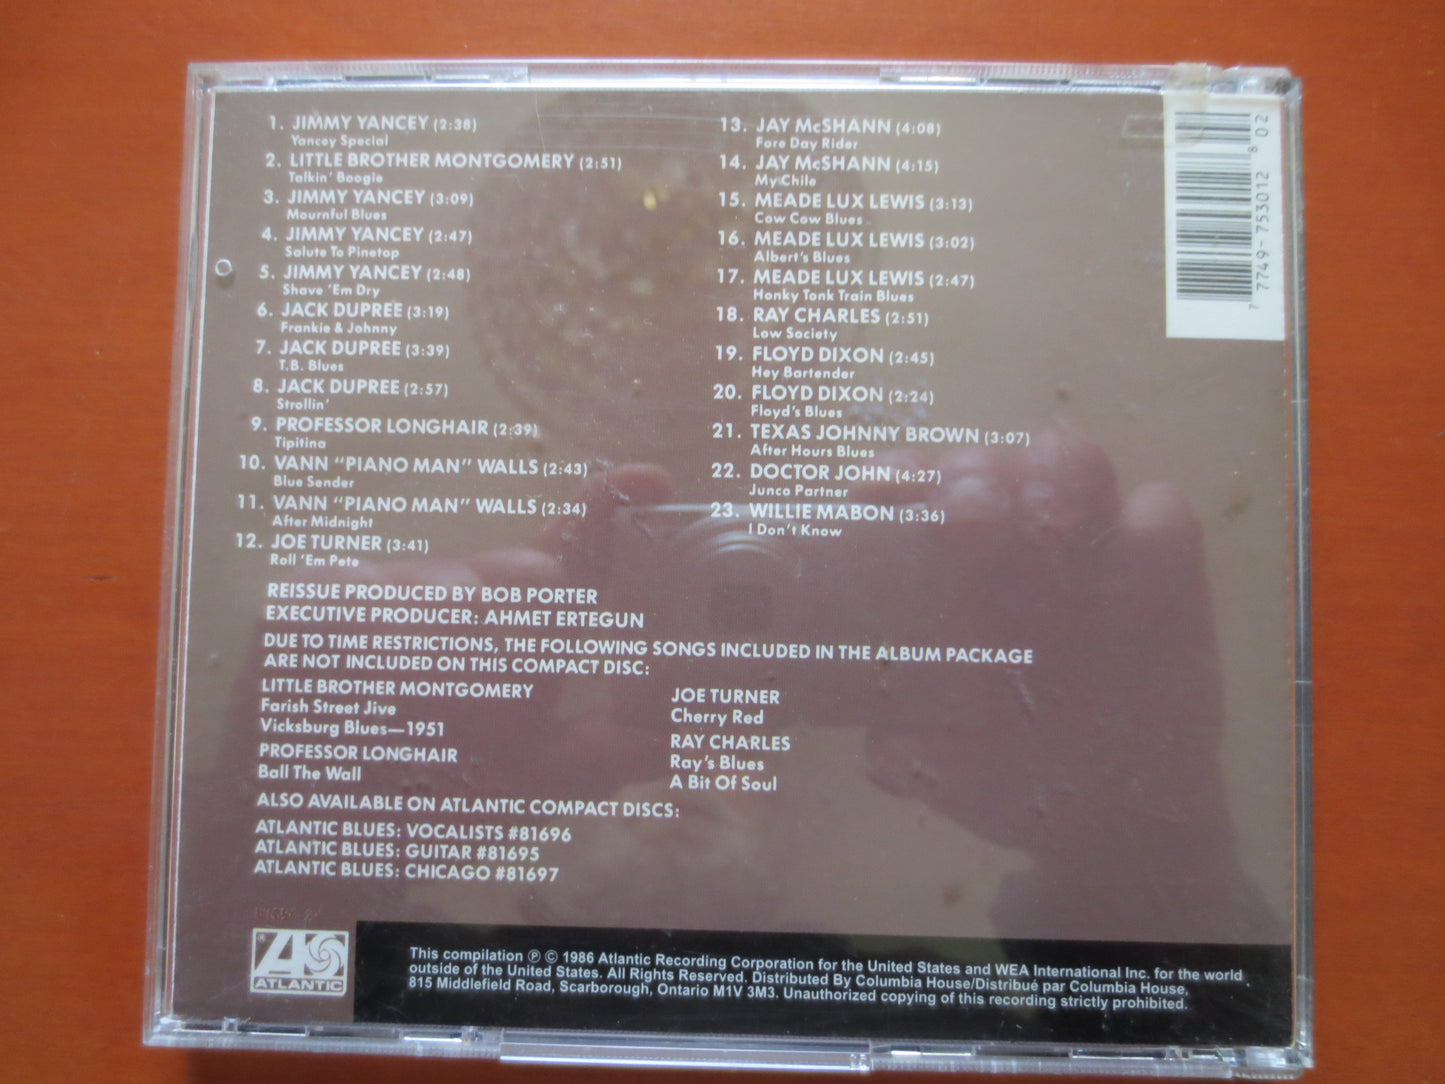 1. JIMMY YANCEY (2:38)
Yancey Special
2. LITTLE BROTHER MONTGOMERY (2:51)
Talkin' Boogie
3. JIMMY YANCEY (3:09)
Mournful Blues
4. JIMMY YANCEY (2:47)
Salute To Pinetop
5. JIMMY YANCEY (2:48)
Shave 'Em Dry
6. JACK DUPREE (3:19)
Frankie & Johnny
7. JACK DUPREE (3:39)
T.B. Blues
8. JACK DUPREE (2:57)
Strollin'
9. PROFESSOR LONGHAIR (2:39)
Tipitina
10. VANN "PIANO MAN" WALLS (2:43)
Blue Sender
11. VANN "PIANO MAN" WALLS (2:34)
After Midnight
12. JOE TURNER (3:41)
Roll 'Em Pete
13. JAY McSHANN (4:08)
Fore Day Rider
14. JAY McSHANN (4:15)
My Chile
15. MEADE LUX LEWIS (3:13)
Cow Cow Blues
16. MEADE LUX LEWIS (3:02)
Albert's Blues
17. MEADE LUX LEWIS (2:47)
Honky Tonk Train Blues
18. RAY CHARLES (2:51)
Low Society
19. FLOYD DIXON (2:45)
Hey Bartender
20. FLOYD DIXON (2:24)
Floyd's Blues
21. TEXAS JOHNNY BROWN (3:07)
After Hours Blues
22. DOCTOR JOHN (4:27)
Junco Partner
23. WILLIE MABON (3:36)
I Don't Know
7 7749-753012 8 02
REISSUE PRODUCED BY BOB PORTER
EXECUTIVE PRODUCER: AHMET ERTEGUN
DUE TO TIME RESTRICTIONS, THE FOLLOWING SONGS INCLUDED IN THE ALBUM PACKAGE
ARE NOT INCLUDED ON THIS COMPACT DISC:
LITTLE BROTHER MONTGOMERY
Farish Street Jive
Vicksburg Blues—1951
PROFESSOR LONGHAIR
Ball The Wall
JOE TURNER
Cherry Red
RAY CHARLES
Ray's Blues
A Bit Of Soul
ALSO AVAILABLE ON ATLANTIC COMPACT DISCS:
ATLANTIC BLUES: VOCALISTS #81696
ATLANTIC BLUES: GUITAR #81695
ATLANTIC BLUES: CHICAGO #81697
ATLANTIC
®
This compilation ℗ © 1986 Atlantic Recording Corporation for the United States and WEA International Inc. for the world
outside of the United States. All Rights Reserved. Distributed By Columbia House/Distribué par Columbia House,
815 Middlefield Road, Scarborough, Ontario M1V 3M3. Unauthorized copying of this recording strictly prohibited.